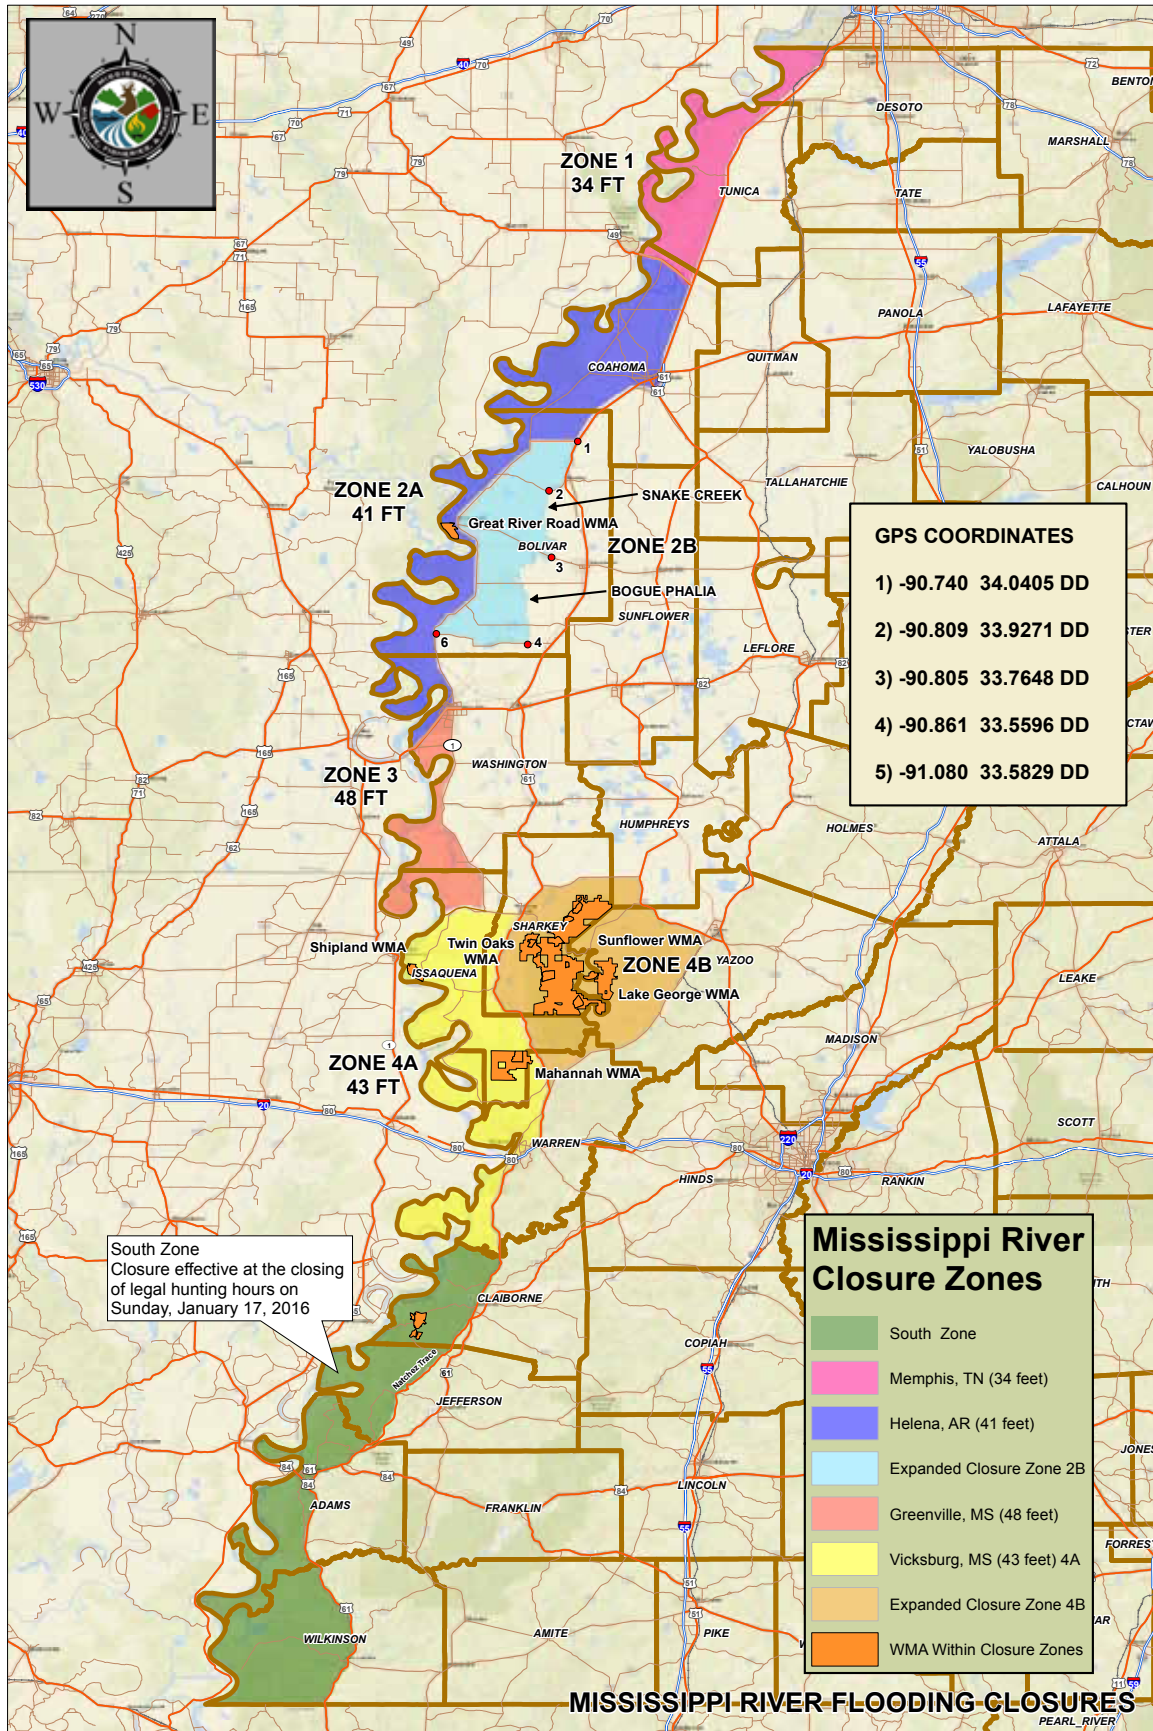 N
W
E
S
ZONE 1
34 FT
TUNICA
DESOTO
BENTON
MARSHALL
TATE
PANOLA
LAFAYETTE
COAHOMA
QUITMAN
YALOBUSHA
TALLAHATCHIE
CALHOUN
ZONE 2A
41 FT
1
2
SNAKE CREEK
Great River Road WMA
BOLIVAR
ZONE 2B
3
BOGUE PHALIA
SUNFLOWER
6
4
LEFLORE
GPS COORDINATES
1) -90.740 34.0405 DD
2) -90.809 33.9271 DD
3) -90.805 33.7648 DD
4) -90.861 33.5596 DD
5) -91.080 33.5829 DD
ZONE 3
48 FT
WASHINGTON
HUMPHREYS
HOLMES
ATTALA
SHARKEY
Shipland WMA
Twin Oaks
WMA
Sunflower WMA
ISSAQUENA
ZONE 4B
YAZOO
Lake George WMA
LEAKE
MADISON
ZONE 4A
43 FT
Mahannah WMA
SCOTT
WARREN
HINDS
RANKIN
South Zone
Closure effective at the closing
of legal hunting hours on
Sunday, January 17, 2016
CLAIBORNE
COPIAH
Natchez Trace
JEFFERSON
ADAMS
FRANKLIN
LINCOLN
WILKINSON
AMITE
PIKE
Mississippi River
Closure Zones
South Zone
Memphis, TN (34 feet)
Helena, AR (41 feet)
Expanded Closure Zone 2B
Greenville, MS (48 feet)
Vicksburg, MS (43 feet) 4A
Expanded Closure Zone 4B
WMA Within Closure Zones
JONES
FORREST
MISSISSIPPI RIVER FLOODING CLOSURES
PEARL_RIVER